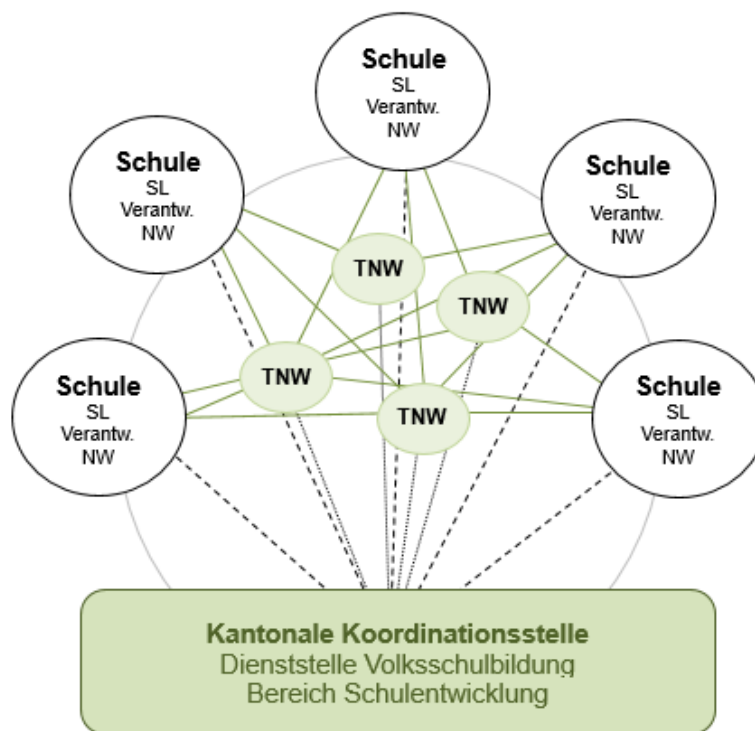 Schule
SL
Verantw.
NW
Schule
SL
Verantw.
NW
Schule
SL
Verantw.
NW
TNW
TNW
TNW
TNW
Schule
SL
Verantw.
NW
Schule
SL
Verantw.
NW
Kantonale Koordinationsstelle
Dienststelle Volksschulbildung
Bereich Schulentwicklung